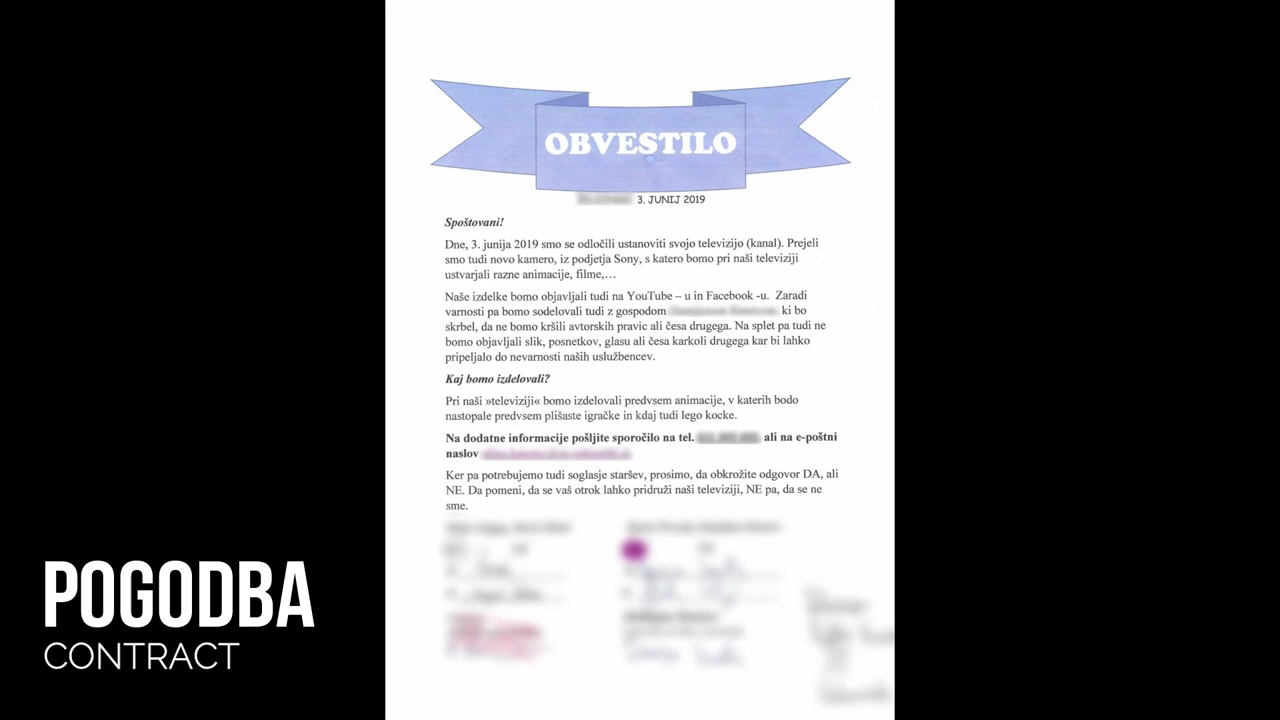 OBVESTILO
3. JUNIJ 2019
Spoštovani!
Dne, 3. junija 2019 smo se odločili ustanoviti svojo televizijo (kanal). Prejeli
smo tudi novo kamero, iz podjetja Sony, s katero bomo pri naši televiziji
ustvarjali razne animacije, filme,…
Naše izdelke bomo objavljali tudi na YouTube – u in Facebook -u. Zaradi
varnosti pa bomo sodelovali tudi z gospodom ki bo
skrbel, da ne bomo kršili avtorskih pravic ali česa drugega. Na splet pa tudi ne
bomo objavljali slik, posnetkov, glasu ali česa karkoli drugega kar bi lahko
pripeljalo do nevarnosti naših uslužbencev.
Kaj bomo izdelovali?
Pri naši »televiziji« bomo izdelovali predvsem animacije, v katerih bodo
nastopale predvsem plišaste igračke in kdaj tudi lego kocke.
Na dodatne informacije pošljite sporočilo na tel. ali na e-poštni
naslov
Ker pa potrebujemo tudi soglasje staršev, prosimo, da obkrožite odgovor DA, ali
NE. Da pomeni, da se vaš otrok lahko pridruži naši televiziji, NE pa, da se ne
sme.
POGODBA
CONTRACT